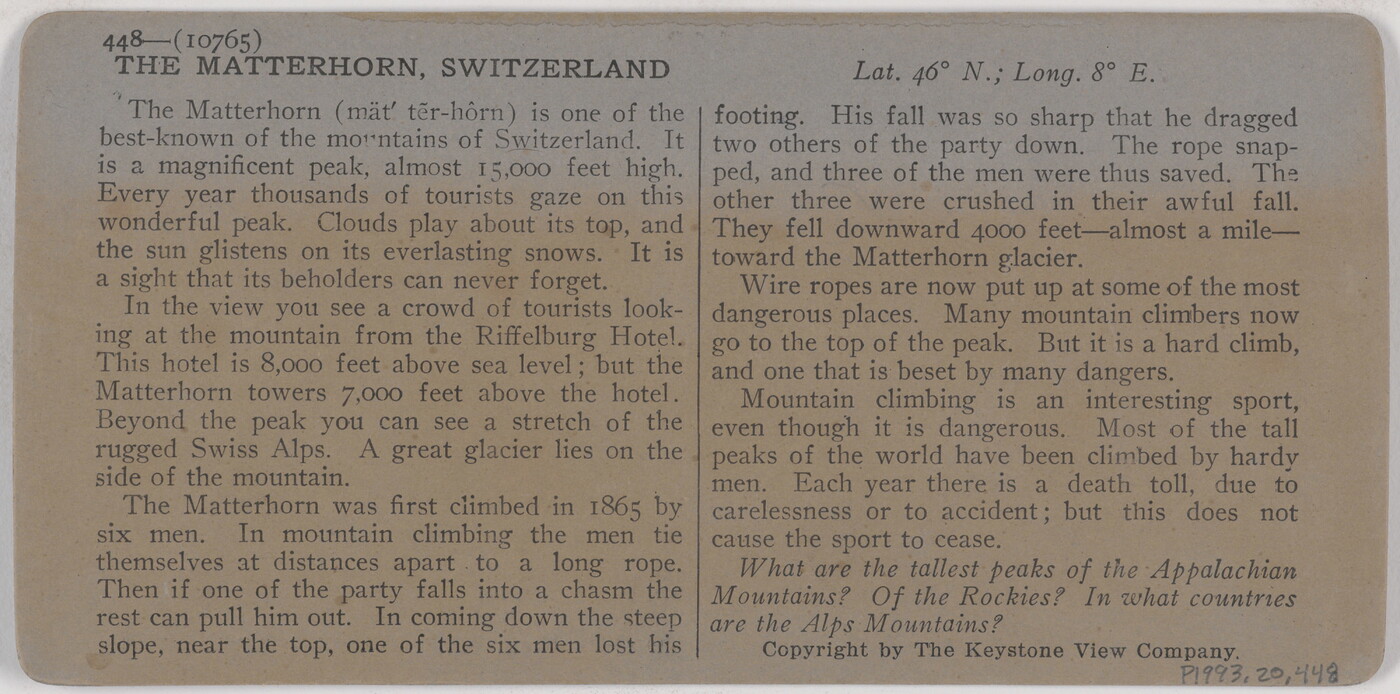 448—(10765)
THE MATTERHORN, SWITZERLAND
Lat. 46° N.; Long. 8° E.
The Matterhorn (mät′ tẽr-hôrn) is one of the
best-known of the mountains of Switzerland. It
is a magnificent peak, almost 15,000 feet high.
Every year thousands of tourists gaze on this
wonderful peak. Clouds play about its top, and
the sun glistens on its everlasting snows. It is
a sight that its beholders can never forget.
In the view you see a crowd of tourists look-
ing at the mountain from the Riffelburg Hotel.
This hotel is 8,000 feet above sea level; but the
Matterhorn towers 7,000 feet above the hotel.
Beyond the peak you can see a stretch of the
rugged Swiss Alps. A great glacier lies on the
side of the mountain.
The Matterhorn was first climbed in 1865 by
six men. In mountain climbing the men tie
themselves at distances apart to a long rope.
Then if one of the party falls into a chasm the
rest can pull him out. In coming down the steep
slope, near the top, one of the six men lost his
footing. His fall was so sharp that he dragged
two others of the party down. The rope snap-
ped, and three of the men were thus saved. The
other three were crushed in their awful fall.
They fell downward 4000 feet—almost a mile—
toward the Matterhorn glacier.
Wire ropes are now put up at some of the most
dangerous places. Many mountain climbers now
go to the top of the peak. But it is a hard climb,
and one that is beset by many dangers.
Mountain climbing is an interesting sport,
even though it is dangerous. Most of the tall
peaks of the world have been climbed by hardy
men. Each year there is a death toll, due to
carelessness or to accident; but this does not
cause the sport to cease.
What are the tallest peaks of the Appalachian
Mountains? Of the Rockies? In what countries
are the Alps Mountains?
Copyright by The Keystone View Company.
P1993.20.448